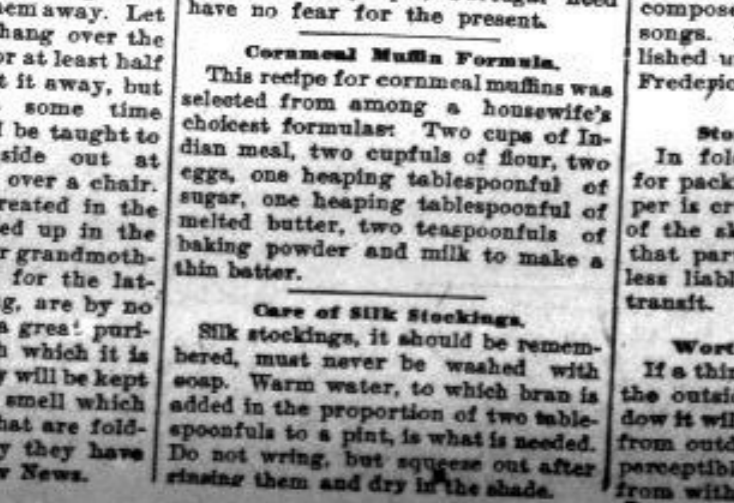 em away. Let
hang over the
or at least half
t it away, but
some time
l be taught to
side out at
over a chair.
reated in the
ed up in the
r grandmoth-
for the lat-
g, are by no
a great puri-
h which it is
y will be kept
smell which
hat are fold-
y they have
w News.
have no fear for the present.
Cornmeal Muffin Formula.
This recipe for cornmeal muffins was
selected from among a housewife's
choicest formulas: Two cups of In-
dian meal, two cupfuls of flour, two
eggs, one heaping tablespoonful of
sugar, one heaping tablespoonful of
melted butter, two teaspoonfuls of
baking powder and milk to make a
thin batter.
Care of Silk Stockings.
Silk stockings, it should be remem-
bered, must never be washed with
soap. Warm water, to which bran is
added in the proportion of two table-
spoonfuls to a pint, is what is needed.
Do not wring, but squeeze out after
rinsing them and dry in the shade.
compose
songs.
lished u
Frederic
Sto
In fol
for pack
per is cr
of the sk
that par
less liabl
transit.
Wort
If a thin
the outsi
dow it wil
from outd
perceptibl
from with